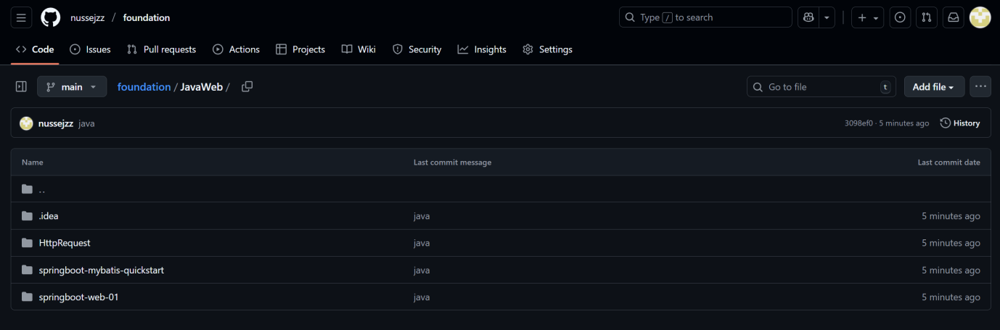 nussejzz / foundation Type / to search
Code Issues Pull requests Actions Projects Wiki Security Insights Settings
main foundation / JavaWeb / Go to file t Add file
nussejzz java 3098ef0 · 5 minutes ago History
Name Last commit message Last commit date
..
.idea java 5 minutes ago
HttpRequest java 5 minutes ago
springboot-mybatis-quickstart java 5 minutes ago
springboot-web-01 java 5 minutes ago